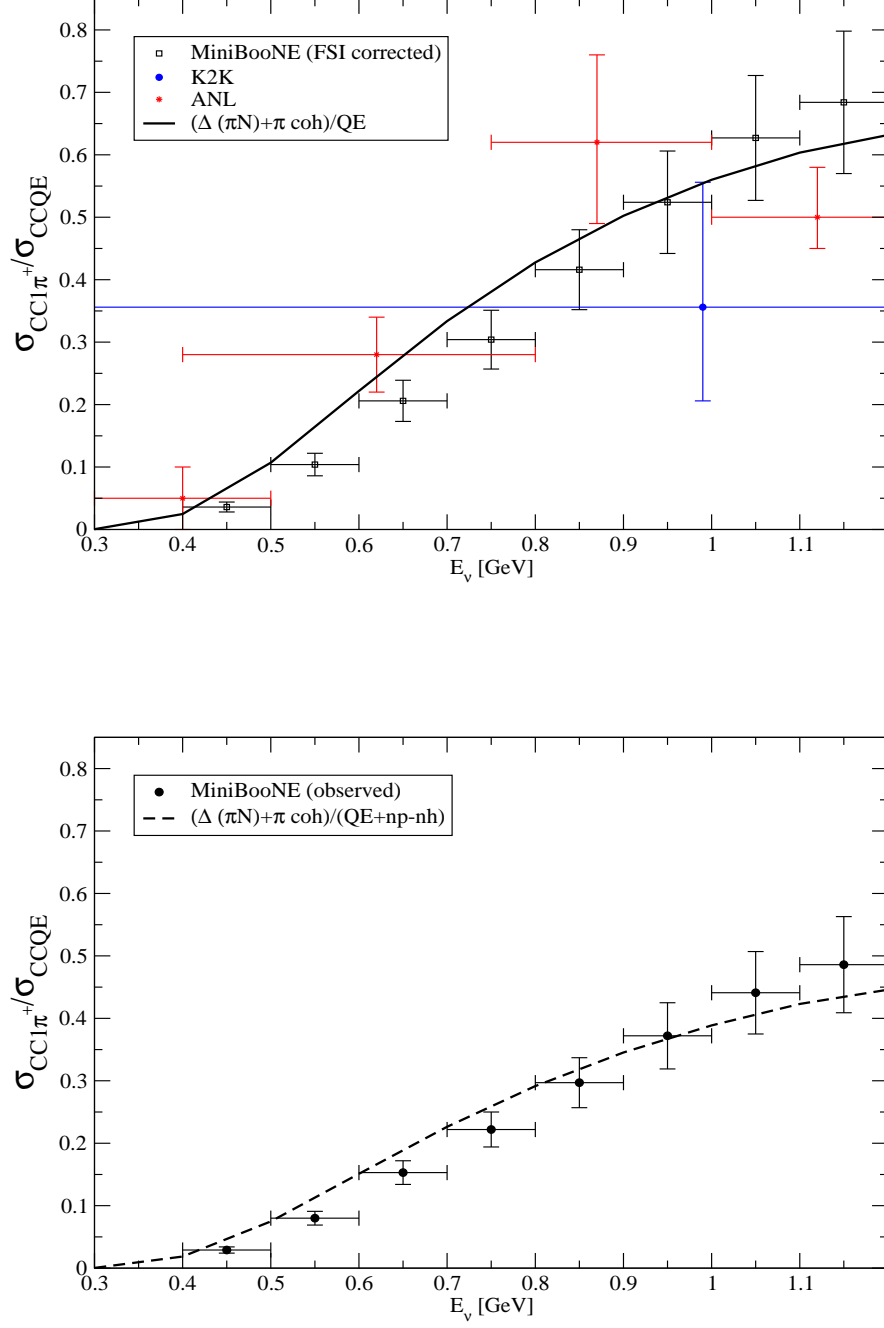 0.8
0.7
0.6
0.5
0.4
0.3
0.2
0.1
0
σCC1π+/σCCQE
MiniBooNE (FSI corrected)
K2K
ANL
(Δ (πN)+π coh)/QE
0.3 0.4 0.5 0.6 0.7 0.8 0.9 1 1.1
Eν [GeV]
0.8
0.7
0.6
0.5
0.4
0.3
0.2
0.1
0
σCC1π+/σCCQE
MiniBooNE (observed)
(Δ (πN)+π coh)/(QE+np-nh)
0.3 0.4 0.5 0.6 0.7 0.8 0.9 1 1.1
Eν [GeV]